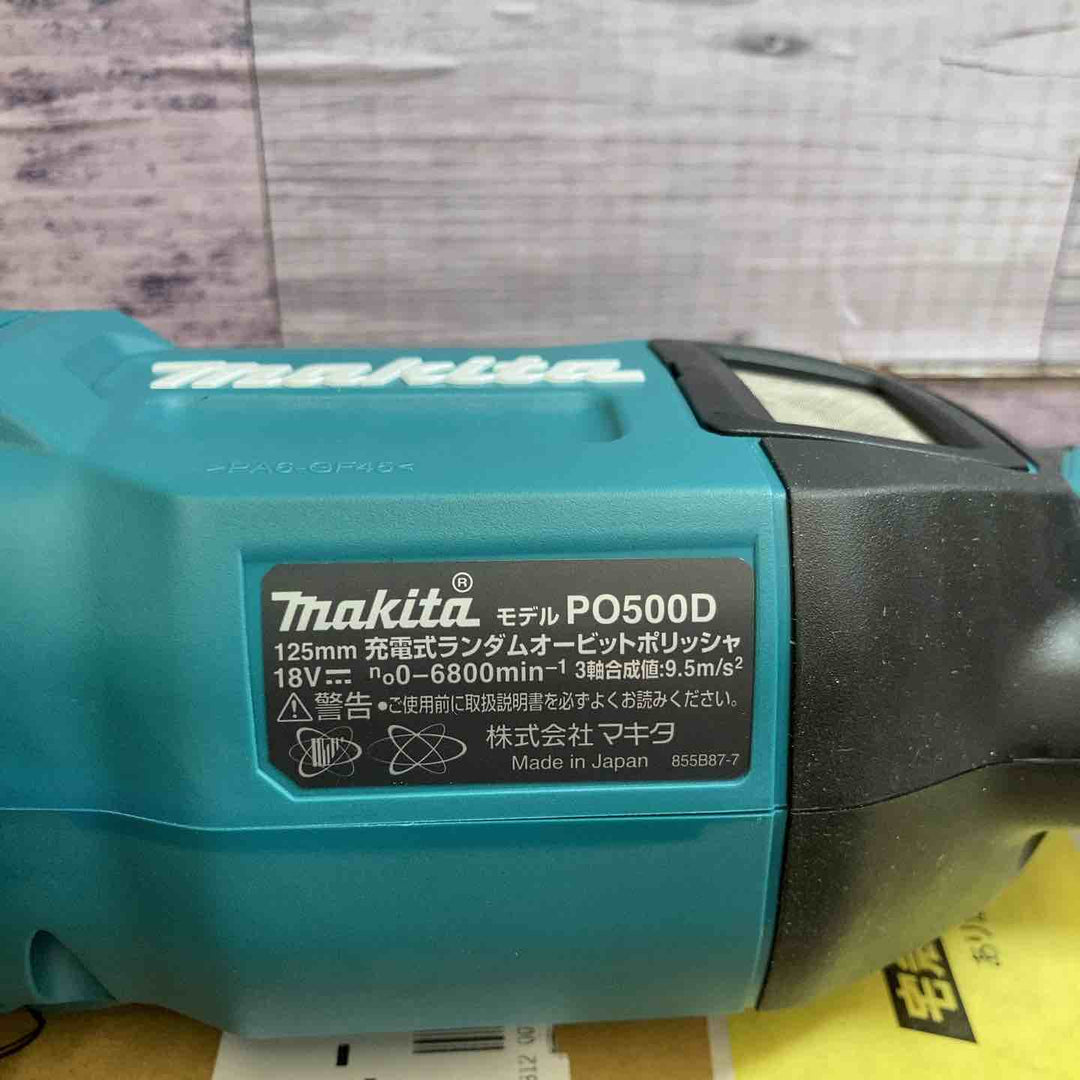 makita
>PA6-GF45<
makita® モデル PO500D
125mm 充電式ランダムオービットポリッシャ
18V⎓ n₀0-6800min⁻¹ 3軸合成値:9.5m/s²
⚠警告 •ご使用前に取扱説明書を必ずよくお読みください。
株式会社マキタ
Made in Japan 855B87-7